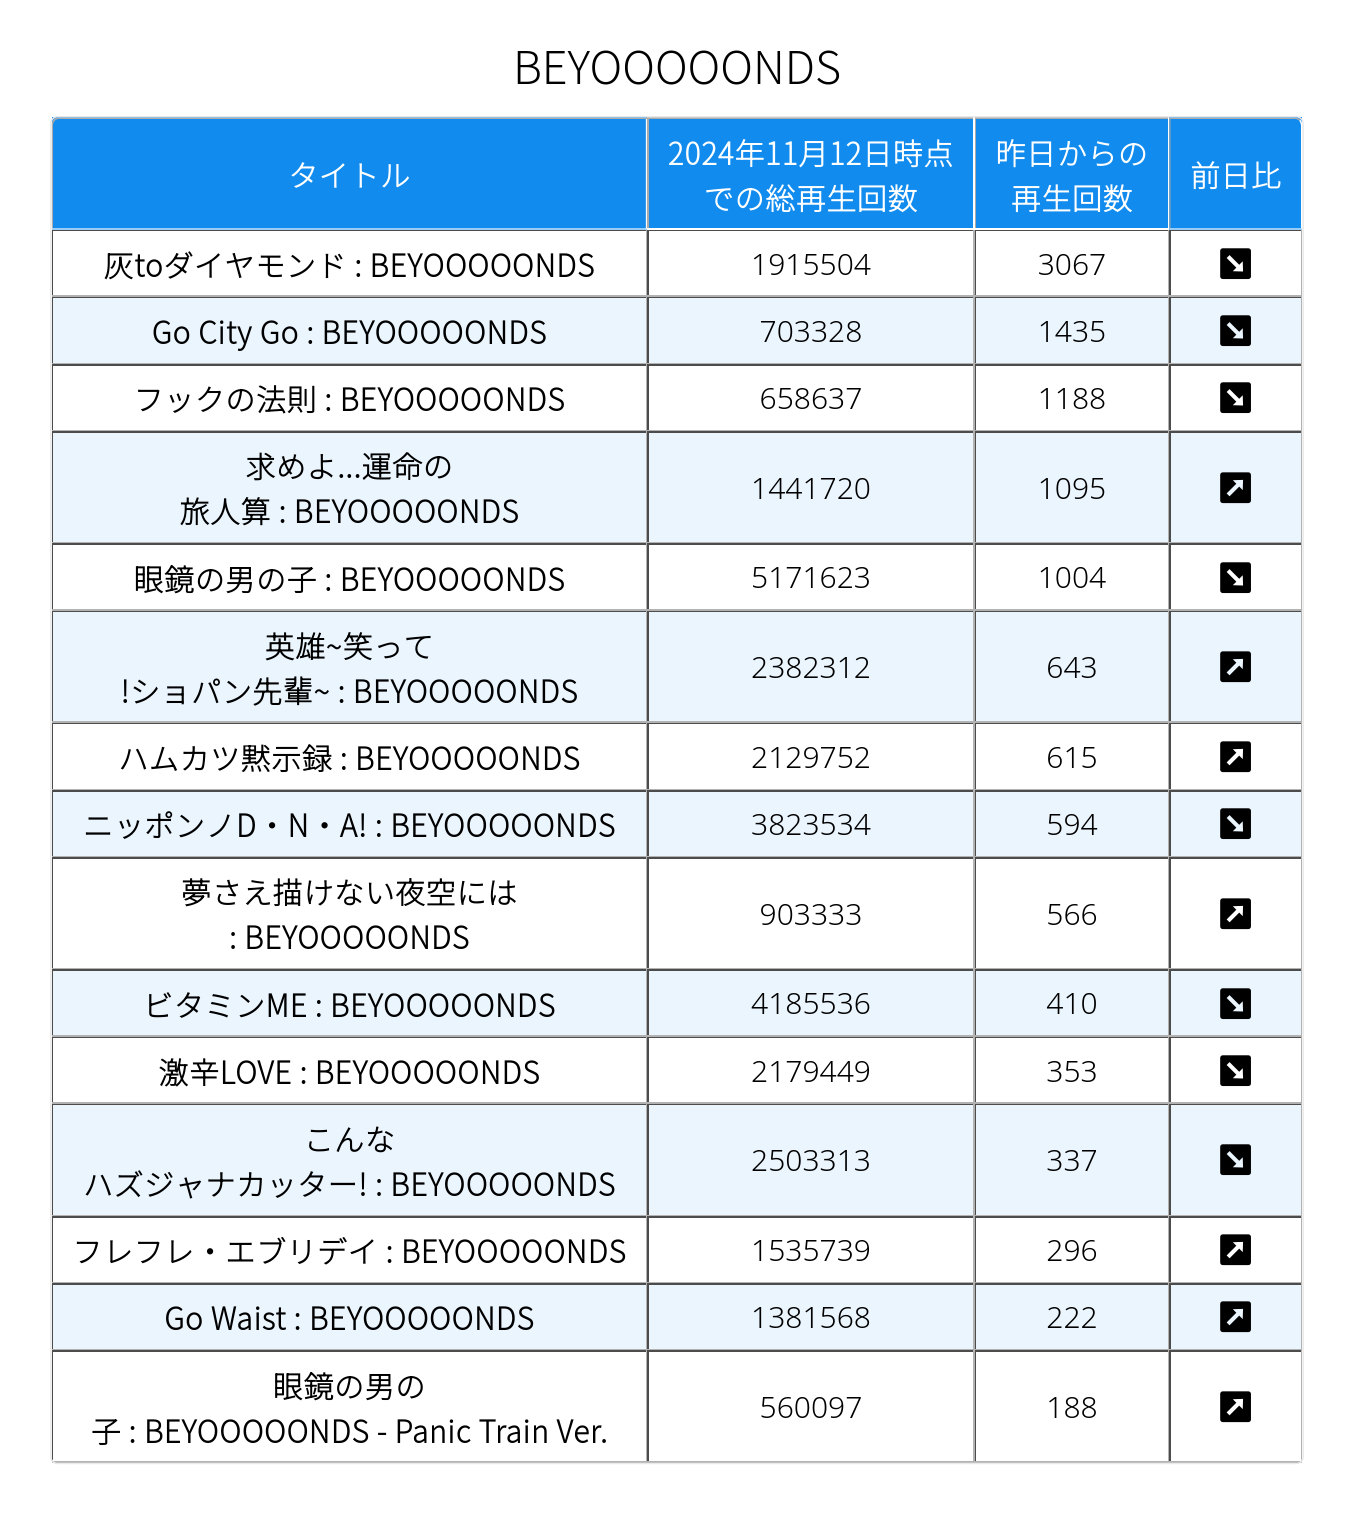 BEYOOOOONDS
タイトル
2024年11月12日時点
での総再生回数
昨日からの
再生回数
前日比
灰toダイヤモンド : BEYOOOOONDS 1915504 3067
Go City Go : BEYOOOOONDS 703328 1435
フックの法則 : BEYOOOOONDS 658637 1188
求めよ...運命の
旅人算 : BEYOOOOONDS 1441720 1095
眼鏡の男の子 : BEYOOOOONDS 5171623 1004
英雄~笑って
!ショパン先輩~ : BEYOOOOONDS 2382312 643
ハムカツ黙示録 : BEYOOOOONDS 2129752 615
ニッポンノD・N・A! : BEYOOOOONDS 3823534 594
夢さえ描けない夜空には
: BEYOOOOONDS 903333 566
ビタミンME : BEYOOOOONDS 4185536 410
激辛LOVE : BEYOOOOONDS 2179449 353
こんな
ハズジャナカッター! : BEYOOOOONDS 2503313 337
フレフレ・エブリデイ : BEYOOOOONDS 1535739 296
Go Waist : BEYOOOOONDS 1381568 222
眼鏡の男の
子 : BEYOOOOONDS - Panic Train Ver. 560097 188